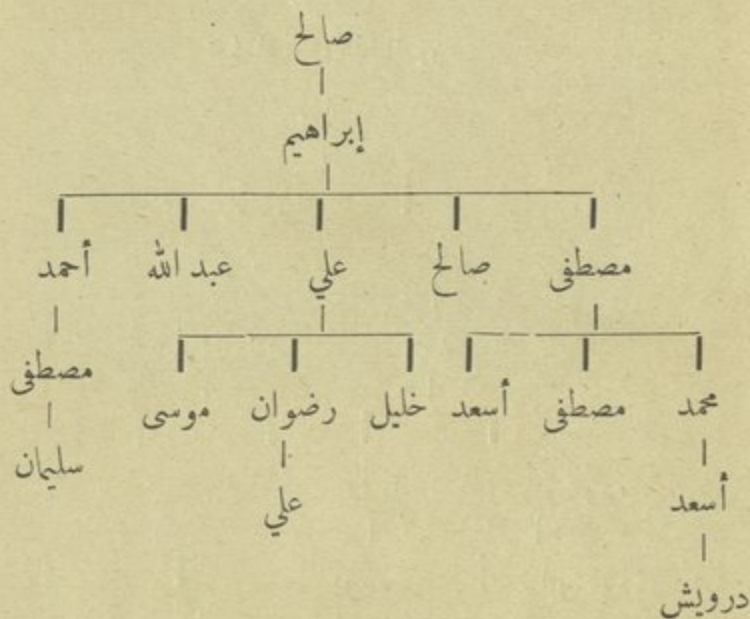 صالح
إبراهيم
مصطفى صالح علي عبد الله أحمد
محمد مصطفى أسعد خليل رضوان موسى مصطفى
أسعد علي سليمان
درويش